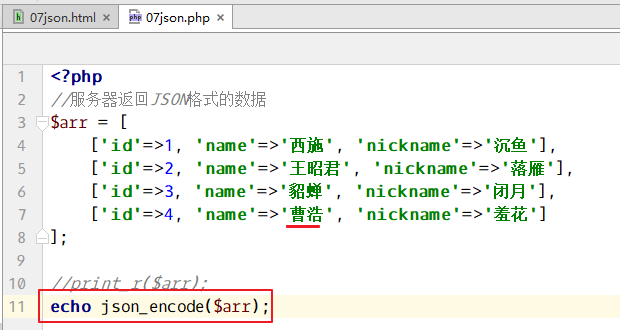 07json.html 07json.php
1 <?php
2 //服务器返回JSON格式的数据
3 $arr = [
4 ['id'=>1, 'name'=>'西施', 'nickname'=>'沉鱼'],
5 ['id'=>2, 'name'=>'王昭君', 'nickname'=>'落雁'],
6 ['id'=>3, 'name'=>'貂蝉', 'nickname'=>'闭月'],
7 ['id'=>4, 'name'=>'曹浩', 'nickname'=>'羞花']
8 ];
9
10 //print_r($arr);
11 echo json_encode($arr);